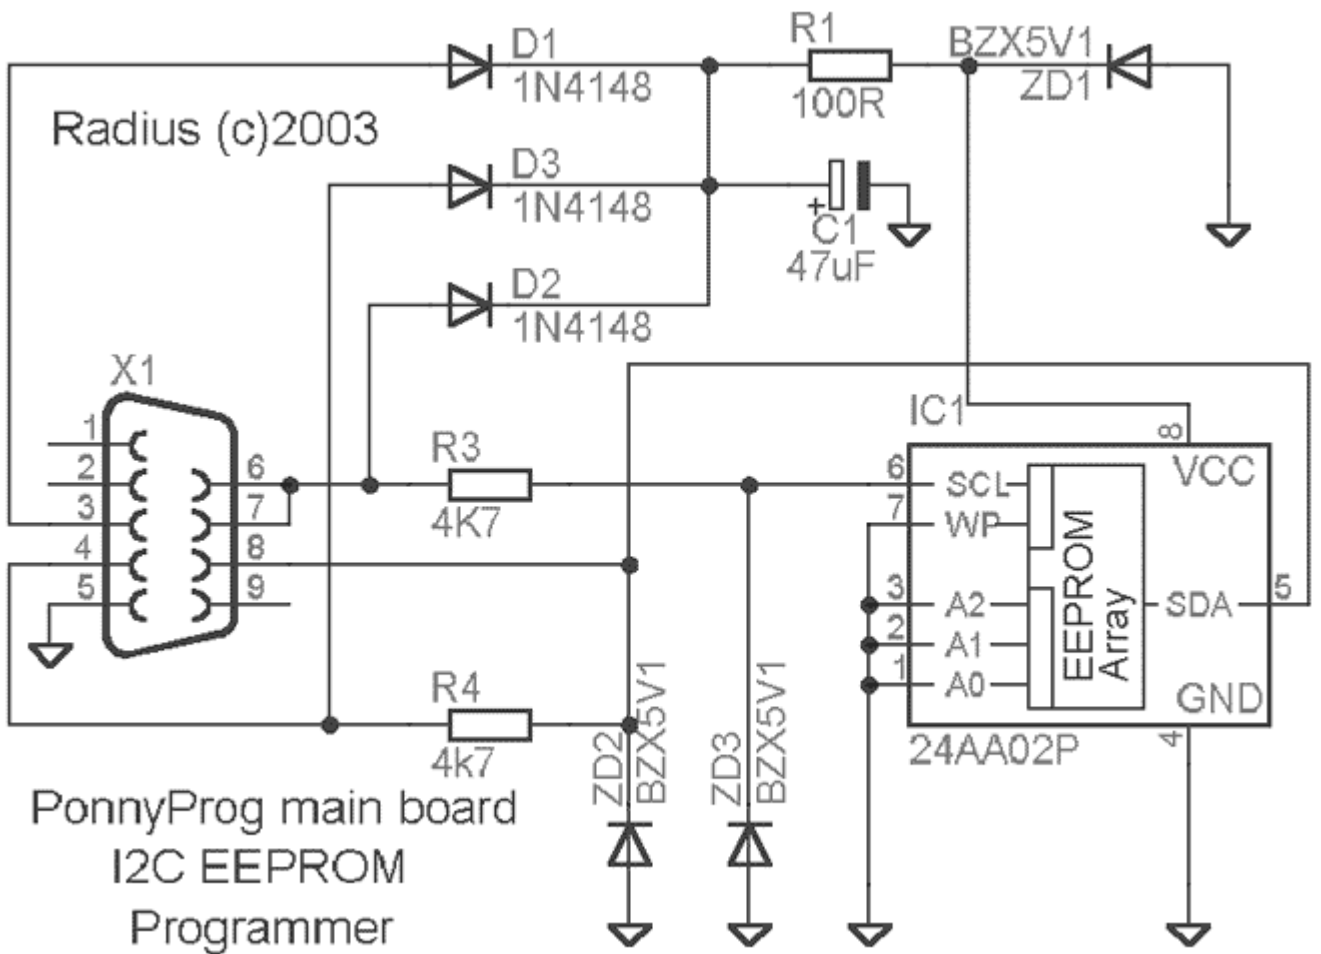 D1
1N4148
R1
100R
BZX5V1
ZD1
Radius (c)2003
D3
1N4148
+
C1
47uF
D2
1N4148
X1
1
2
3
4
5
6
7
8
9
R3
4K7
R4
4k7
ZD2
BZX5V1
ZD3
BZX5V1
IC1
8
VCC
6
SCL
7
WP
3
A2
2
A1
1
A0
EEPROM
Array
SDA
5
GND
4
24AA02P
PonnyProg main board
I2C EEPROM
Programmer